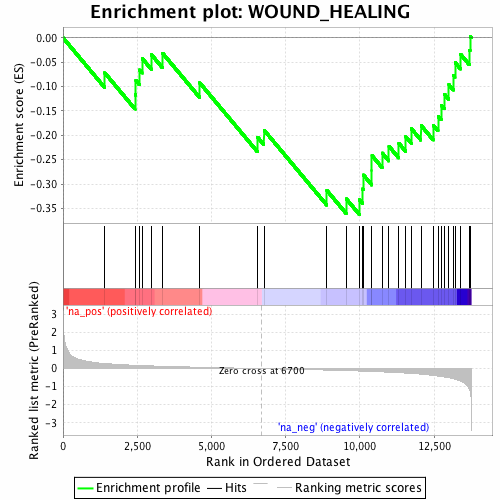 Enrichment plot: WOUND_HEALING
Enrichment score (ES)
0.00
-0.05
-0.10
-0.15
-0.20
-0.25
-0.30
-0.35
'na_pos' (positively correlated)
Ranked list metric (PreRanked)
3
2
1
0
-1
-2
-3
Zero cross at 6700
'na_neg' (negatively correlated)
0 2,500 5,000 7,500 10,000 12,500
Rank in Ordered Dataset
Enrichment profile Hits Ranking metric scores